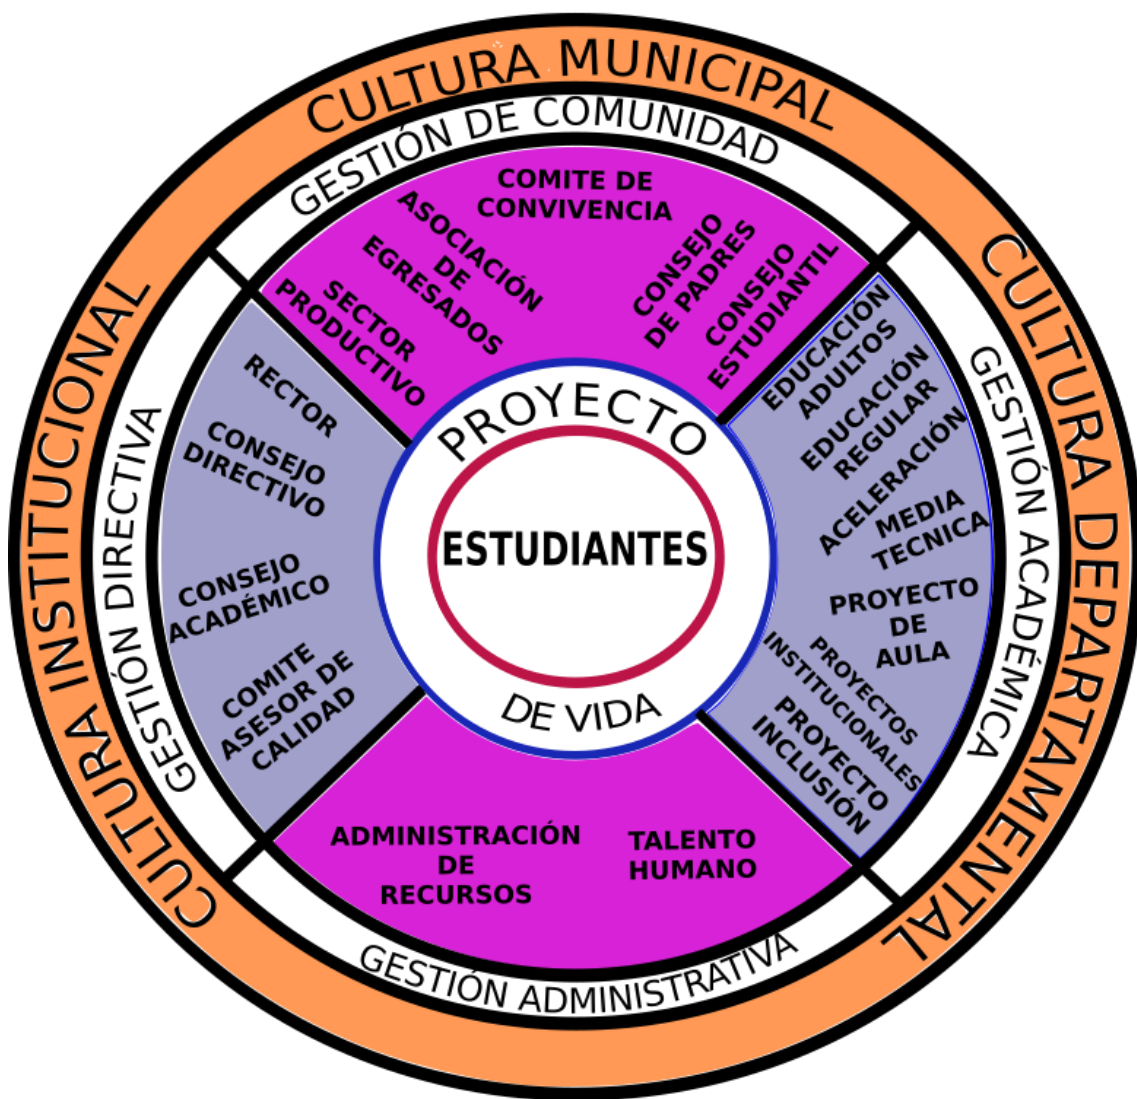 CULTURA MUNICIPAL
CULTURA DEPARTAMENTAL
CULTURA INSTITUCIONAL
GESTIÓN DE COMUNIDAD
COMITE DE
CONVIVENCIA
ASOCIACIÓN
DE
EGRESADOS
SECTOR
PRODUCTIVO
CONSEJO
DE PADRES
CONSEJO
ESTUDIANTIL
GESTIÓN ACADÉMICA
EDUCACIÓN
ADULTOS
EDUCACIÓN
REGULAR
ACELERACIÓN
MEDIA
TECNICA
PROYECTO
DE
AULA
PROYECTOS
INSTITUCIONALES
PROYECTO
INCLUSIÓN
GESTIÓN ADMINISTRATIVA
ADMINISTRACIÓN
DE
RECURSOS
TALENTO
HUMANO
GESTIÓN DIRECTIVA
RECTOR
CONSEJO
DIRECTIVO
CONSEJO
ACADÉMICO
COMITE
ASESOR DE
CALIDAD
PROYECTO
DE VIDA
ESTUDIANTES